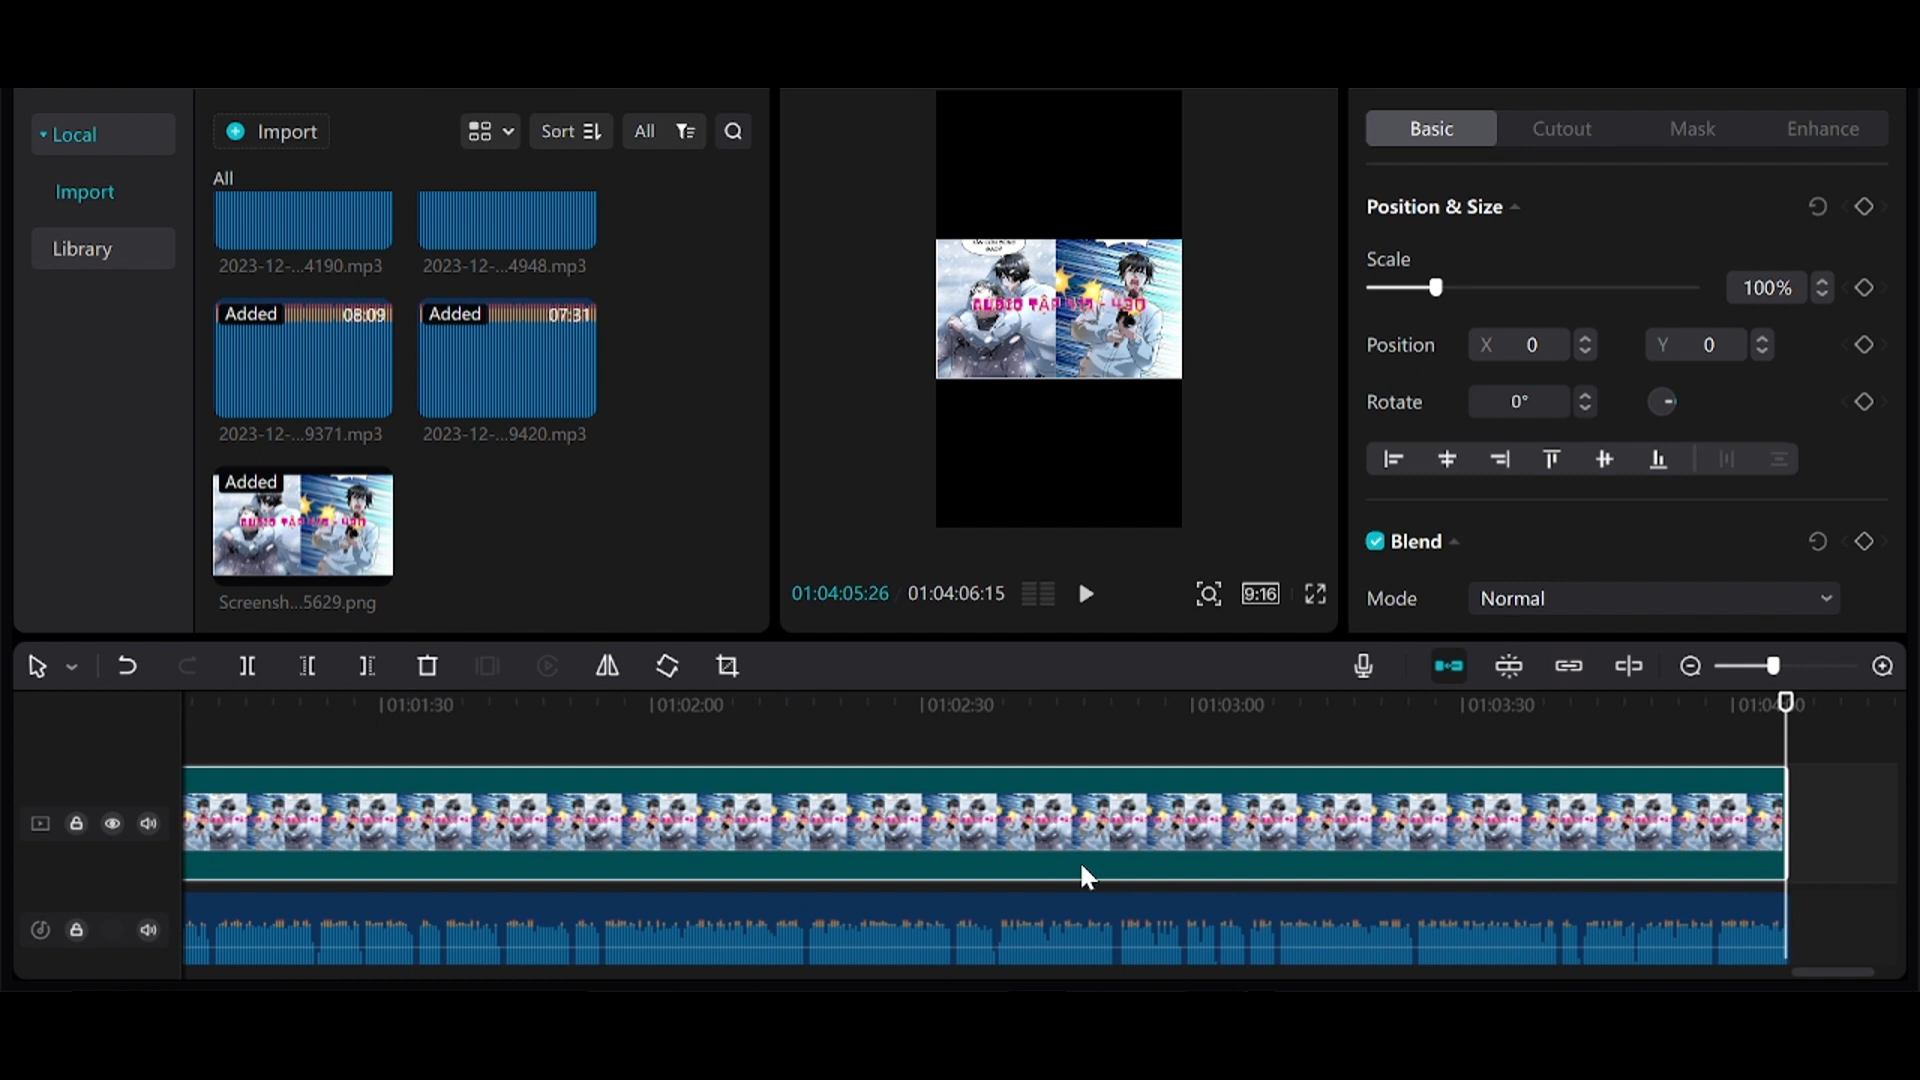 Local
Import
Library
Import
Sort
All
All
2023-12-...4190.mp3
2023-12-...4948.mp3
Added 08:09
Added 07:31
2023-12-...9371.mp3
2023-12-...9420.mp3
Added
Screensh...5629.png
AUDIO TẬP
- 430
01:04:05:26 / 01:04:06:15
9:16
Basic
Cutout
Mask
Enhance
Position & Size
Scale
100%
Position X 0 Y 0
Rotate 0°
Blend
Mode Normal
01:01:30
01:02:00
01:02:30
01:03:00
01:03:30